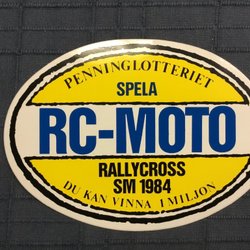 PENNINGLOTTERIET
SPELA
RC-MOTO
RALLYCROSS
SM 1984
DU KAN VINNA 1 MILJON